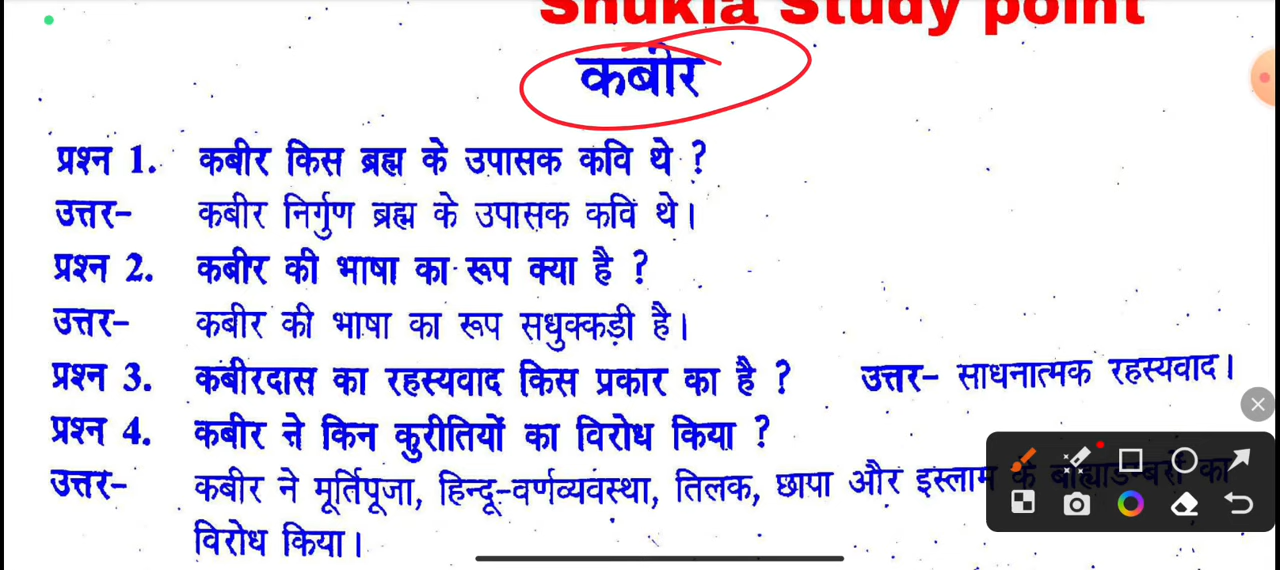 Shukla Study point
कबीर
प्रश्न 1. कबीर किस ब्रह्म के उपासक कवि थे ?
उत्तर- कबीर निर्गुण ब्रह्म के उपासक कवि थे।
प्रश्न 2. कबीर की भाषा का रूप क्या है ?
उत्तर- कबीर की भाषा का रूप सधुक्कड़ी है।
प्रश्न 3. कबीरदास का रहस्यवाद किस प्रकार का है ? उत्तर- साधनात्मक रहस्यवाद।
प्रश्न 4. कबीर ने किन कुरीतियों का विरोध किया ?
उत्तर- कबीर ने मूर्तिपूजा, हिन्दू-वर्णव्यवस्था, तिलक, छापा और इस्लाम के बाह्याडम्बरों का
विरोध किया।